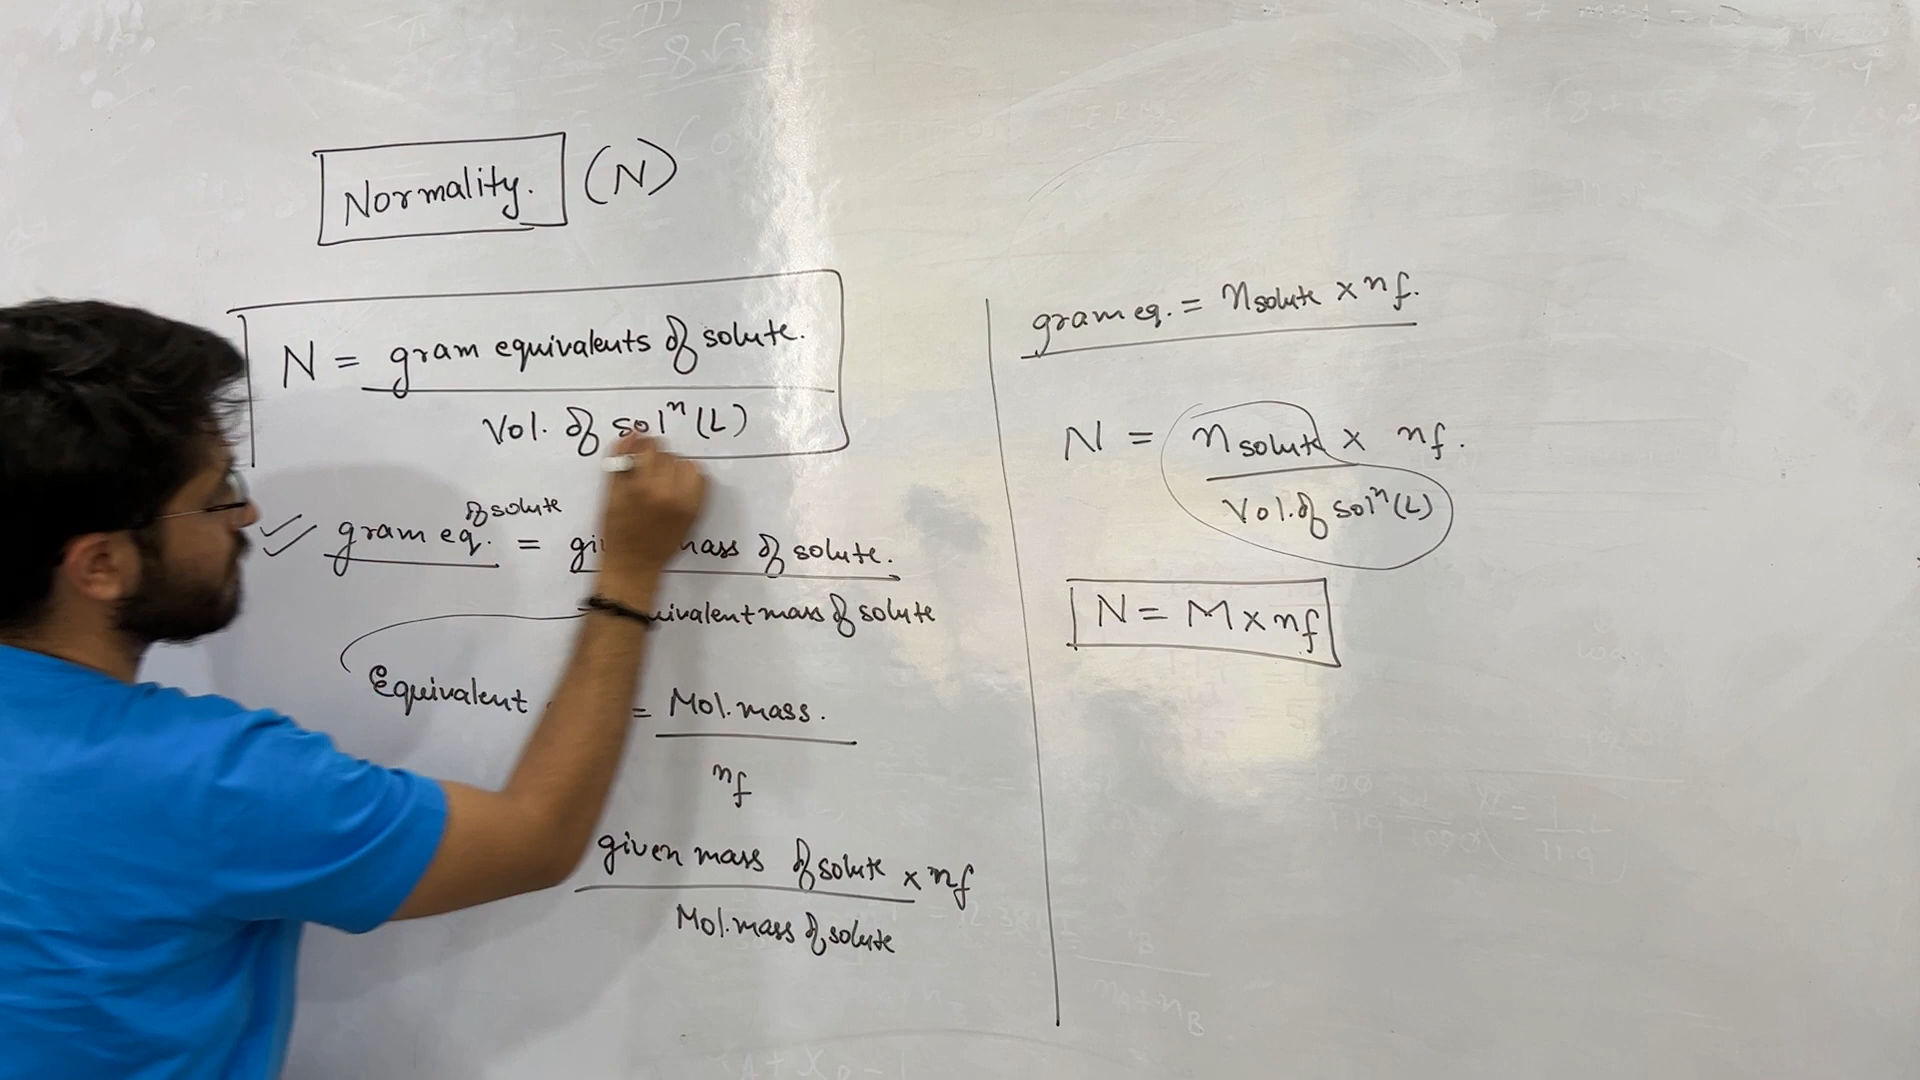 Normality. (N)
N = gram equivalents of solute.
Vol. of solⁿ (L)
of solute
gram eq. = mass of solute.
mass of solute
Equivalent = Mol. mass.
nf
given mass of solute x nf
Mol. mass of solute
gram eq. = nsolute x nf.
N = nsolute x nf.
Vol. of solⁿ (L)
N = M x nf